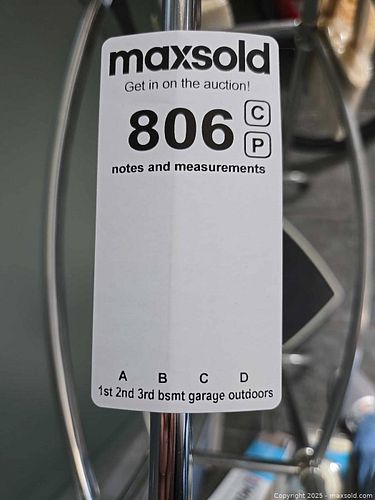 maxsold
Get in on the auction!
806 C
P
notes and measurements
A B C D
1st 2nd 3rd bsmt garage outdoors
Copyright 2025 - maxsold.com